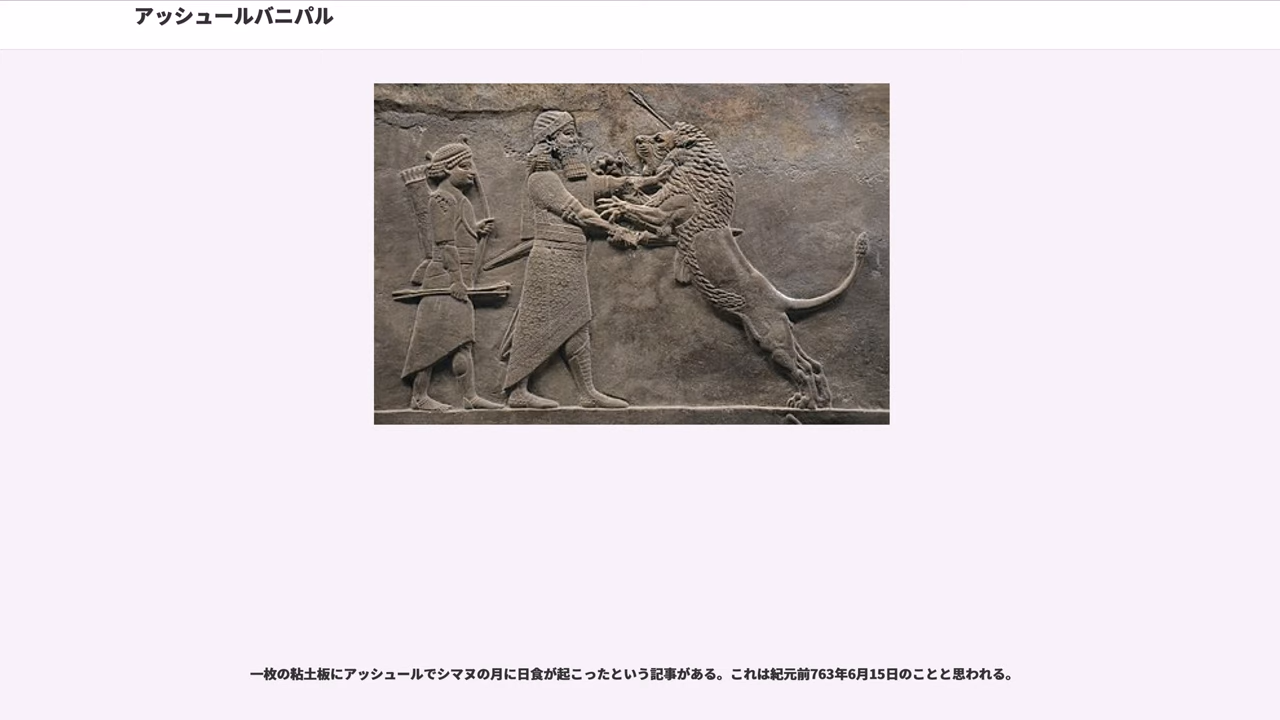 アッシュールバニパル
一枚の粘土板にアッシュールでシマヌの月に日食が起こったという記事がある。これは紀元前763年6月15日のことと思われる。